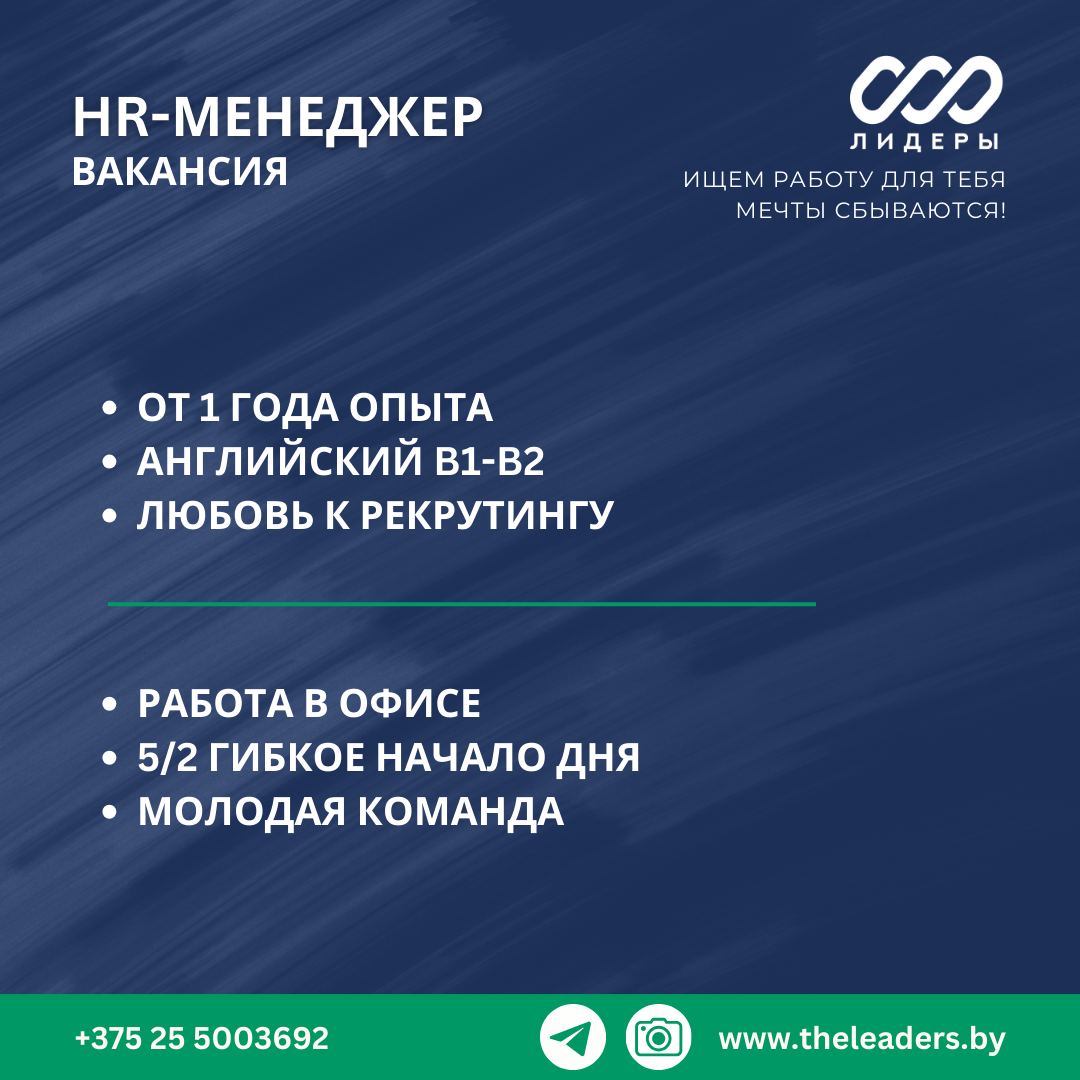 HR-МЕНЕДЖЕР
ВАКАНСИЯ
ЛИДЕРЫ
ИЩЕМ РАБОТУ ДЛЯ ТЕБЯ
МЕЧТЫ СБЫВАЮТСЯ!
• ОТ 1 ГОДА ОПЫТА
• АНГЛИЙСКИЙ B1-B2
• ЛЮБОВЬ К РЕКРУТИНГУ
• РАБОТА В ОФИСЕ
• 5/2 ГИБКОЕ НАЧАЛО ДНЯ
• МОЛОДАЯ КОМАНДА
+375 25 5003692
www.theleaders.by